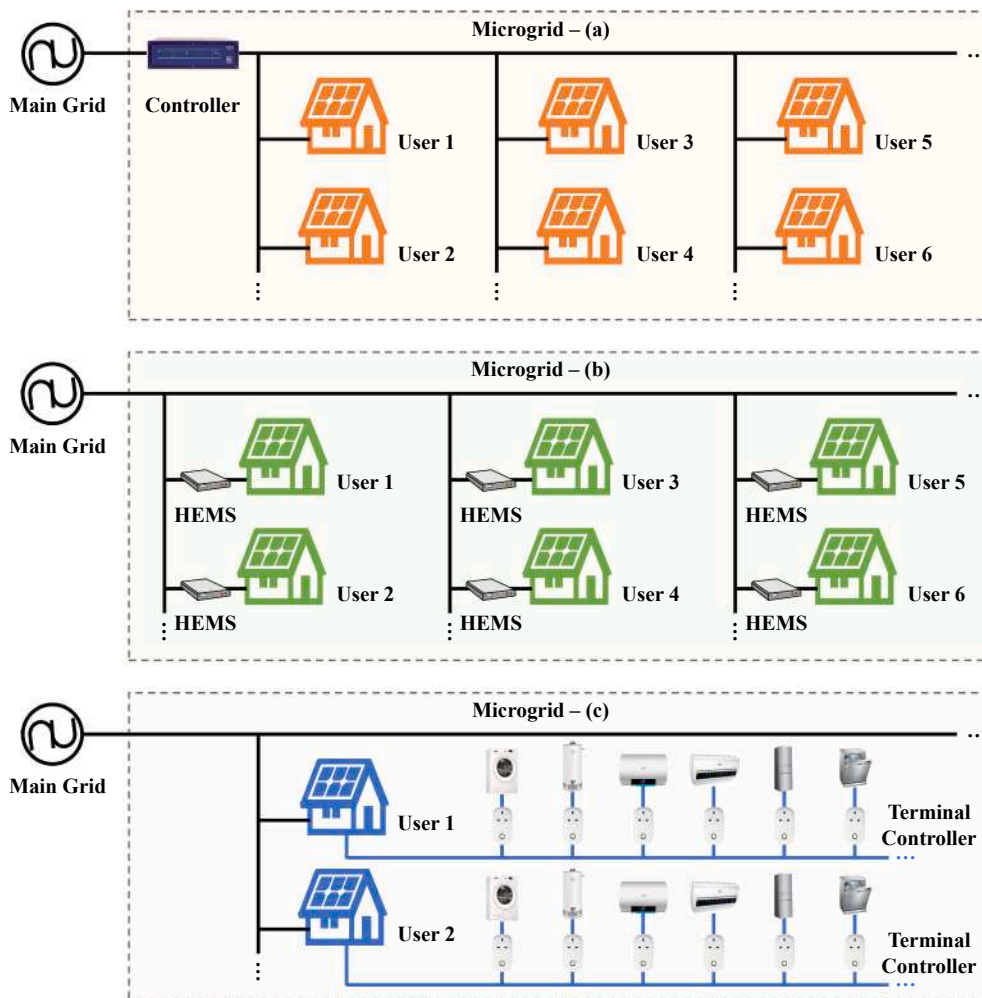 Microgrid – (a)
Main Grid
Controller
User 1
User 3
User 5
User 2
User 4
User 6
Microgrid – (b)
Main Grid
User 1
User 3
User 5
HEMS
HEMS
HEMS
User 2
User 4
User 6
HEMS
HEMS
HEMS
Microgrid – (c)
Main Grid
User 1
Terminal
Controller
User 2
Terminal
Controller